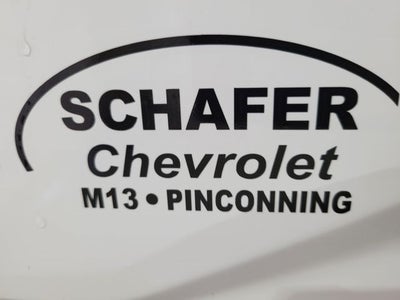 SCHAFER
Chevrolet
M13 • PINCONNING